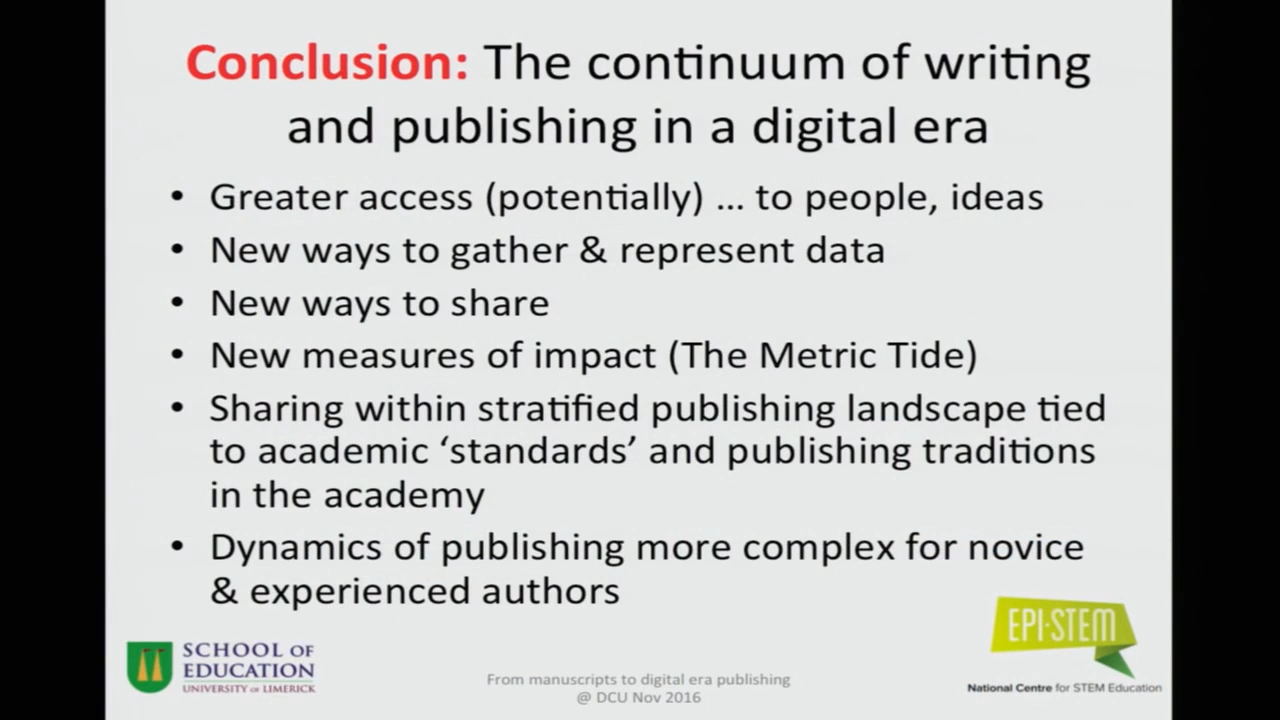 Conclusion: The continuum of writing
and publishing in a digital era
• Greater access (potentially) ... to people, ideas
• New ways to gather & represent data
• New ways to share
• New measures of impact (The Metric Tide)
• Sharing within stratified publishing landscape tied
to academic ‘standards’ and publishing traditions
in the academy
• Dynamics of publishing more complex for novice
& experienced authors
SCHOOL OF
EDUCATION
UNIVERSITY of LIMERICK
From manuscripts to digital era publishing
@ DCU Nov 2016
EPI·STEM
National Centre for STEM Education